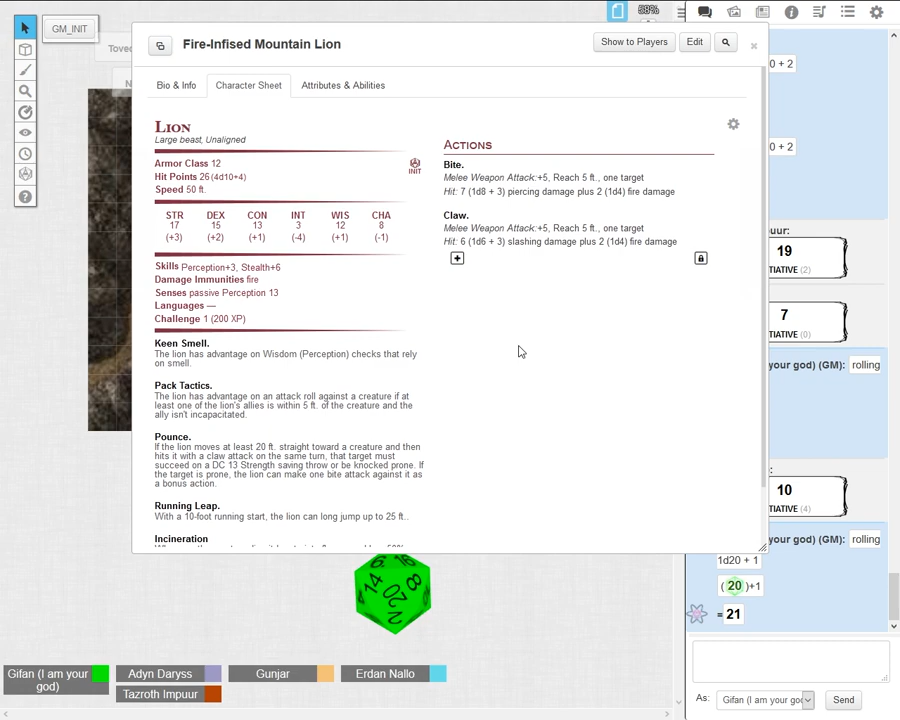 GM_INIT
58%
Toved
N
Fire-Infised Mountain Lion
Show to Players
Edit
Bio & Info
Character Sheet
Attributes & Abilities
Lion
Large beast, Unaligned
Armor Class 12
Hit Points 26 (4d10+4)
Speed 50 ft.
INIT
STR DEX CON INT WIS CHA
17 15 13 3 12 8
(+3) (+2) (+1) (-4) (+1) (-1)
Skills Perception+3, Stealth+6
Damage Immunities fire
Senses passive Perception 13
Languages —
Challenge 1 (200 XP)
Keen Smell.
The lion has advantage on Wisdom (Perception) checks that rely
on smell.
Pack Tactics.
The lion has advantage on an attack roll against a creature if at
least one of the lion's allies is within 5 ft. of the creature and the
ally isn't incapacitated.
Pounce.
If the lion moves at least 20 ft. straight toward a creature and then
hits it with a claw attack on the same turn, that target must
succeed on a DC 13 Strength saving throw or be knocked prone. If
the target is prone, the lion can make one bite attack against it as
a bonus action.
Running Leap.
With a 10-foot running start, the lion can long jump up to 25 ft..
Incineration
Actions
Bite.
Melee Weapon Attack:+5, Reach 5 ft., one target
Hit: 7 (1d8 + 3) piercing damage plus 2 (1d4) fire damage
Claw.
Melee Weapon Attack:+5, Reach 5 ft., one target
Hit: 6 (1d6 + 3) slashing damage plus 2 (1d4) fire damage
0 + 2
0 + 2
uur:
19
TIATIVE (2)
7
TIATIVE (0)
your god) (GM): rolling
10
TIATIVE (4)
your god) (GM): rolling
1d20 + 1
(20)+1
= 21
16
14
8
20
2
Gifan (I am your
god)
Adyn Daryss
Gunjar
Erdan Nallo
Tazroth Impuur
As:
Gifan (I am your god
Send